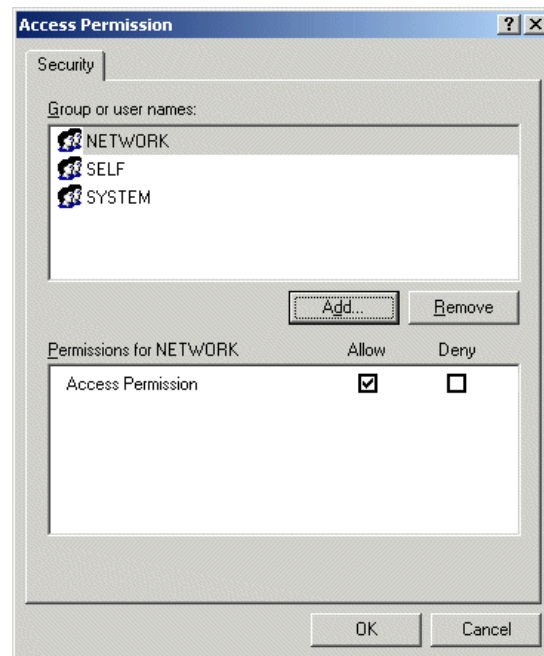 Access Permission
Security
Group or user names:
NETWORK
SELF
SYSTEM
Add... Remove
Permissions for NETWORK Allow Deny
Access Permission
OK Cancel